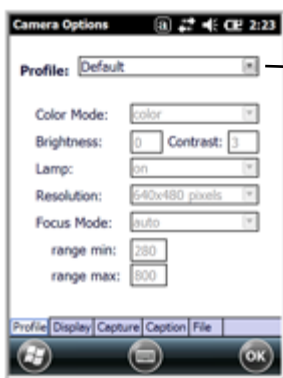 Camera Options 2:23
Profile: Default
Color Mode: color
Brightness: 0 Contrast: 3
Lamp: on
Resolution: 640x480 pixels
Focus Mode: auto
range min: 280
range max: 800
Profile Display Capture Caption File
OK